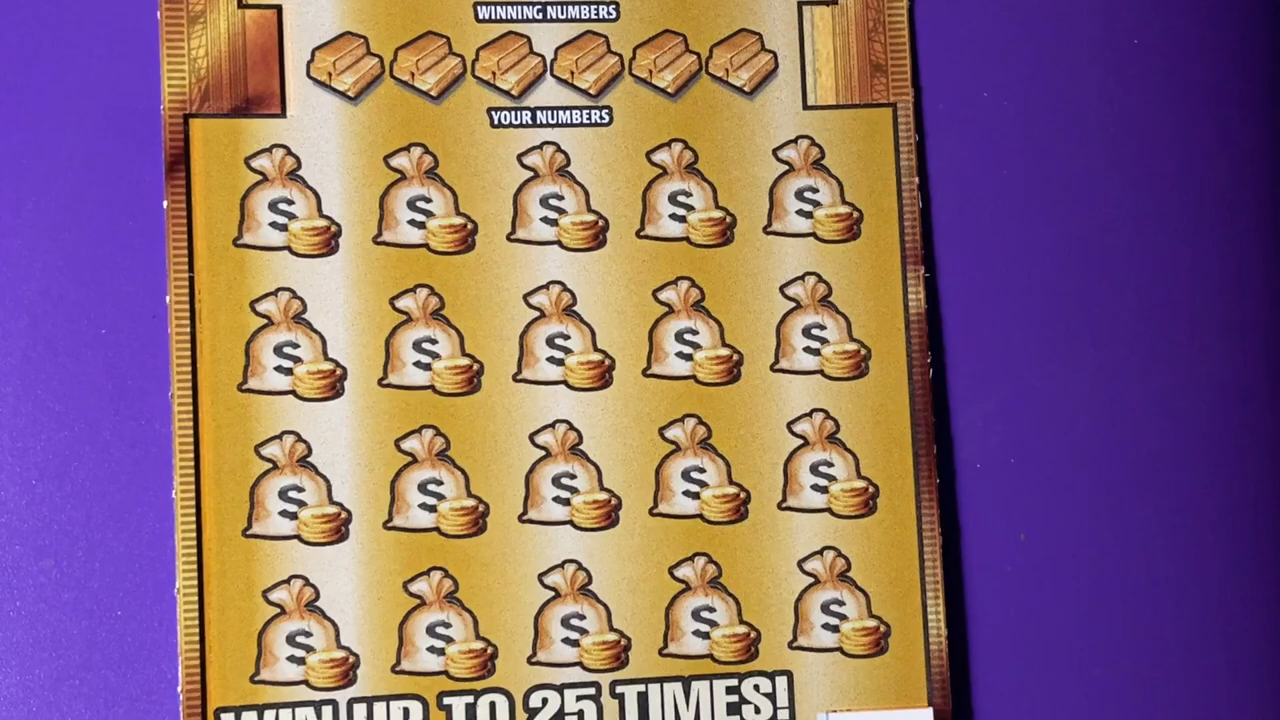 WINNING NUMBERS
YOUR NUMBERS
$ $ $ $ $
$ $ $ $ $
$ $ $ $ $
$ $ $ $ $
WIN UP TO 25 TIMES!